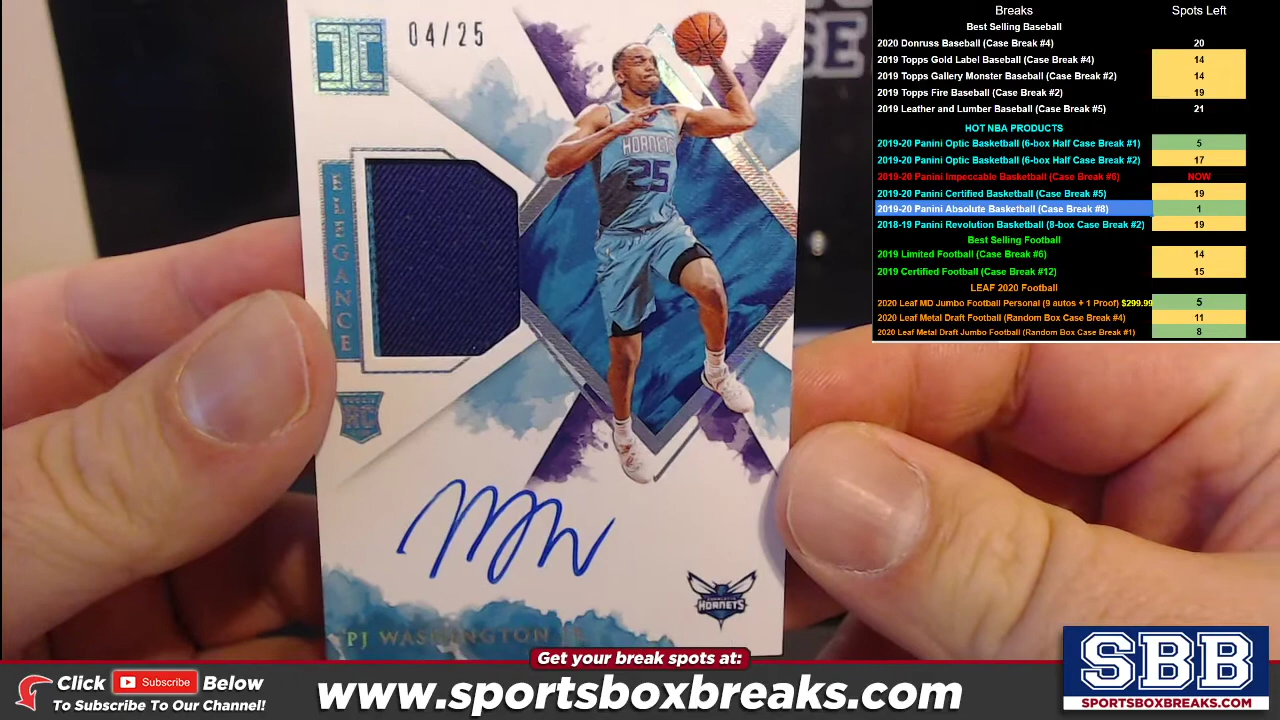 04/25
ELEGANCE
ROOKIE
RC
HORNETS
25
CHARLOTTE
HORNETS
PJ WASHINGTON JR.
Breaks Spots Left
Best Selling Baseball
2020 Donruss Baseball (Case Break #4) 20
2019 Topps Gold Label Baseball (Case Break #4) 14
2019 Topps Gallery Monster Baseball (Case Break #2) 14
2019 Topps Fire Baseball (Case Break #2) 19
2019 Leather and Lumber Baseball (Case Break #5) 21
HOT NBA PRODUCTS
2019-20 Panini Optic Basketball (6-box Half Case Break #1) 5
2019-20 Panini Optic Basketball (6-box Half Case Break #2) 17
2019-20 Panini Impeccable Basketball (Case Break #6) NOW
2019-20 Panini Certified Basketball (Case Break #5) 19
2019-20 Panini Absolute Basketball (Case Break #8) 1
2018-19 Panini Revolution Basketball (8-box Case Break #2) 19
Best Selling Football
2019 Limited Football (Case Break #6) 14
2019 Certified Football (Case Break #12) 15
LEAF 2020 Football
2020 Leaf MD Jumbo Football Personal (9 autos + 1 Proof) $299.99 5
2020 Leaf Metal Draft Football (Random Box Case Break #4) 11
2020 Leaf Metal Draft Jumbo Football (Random Box Case Break #1) 8
Get your break spots at:
Click Subscribe Below
To Subscribe To Our Channel!
www.sportsboxbreaks.com
SBB
SPORTSBOXBREAKS.COM